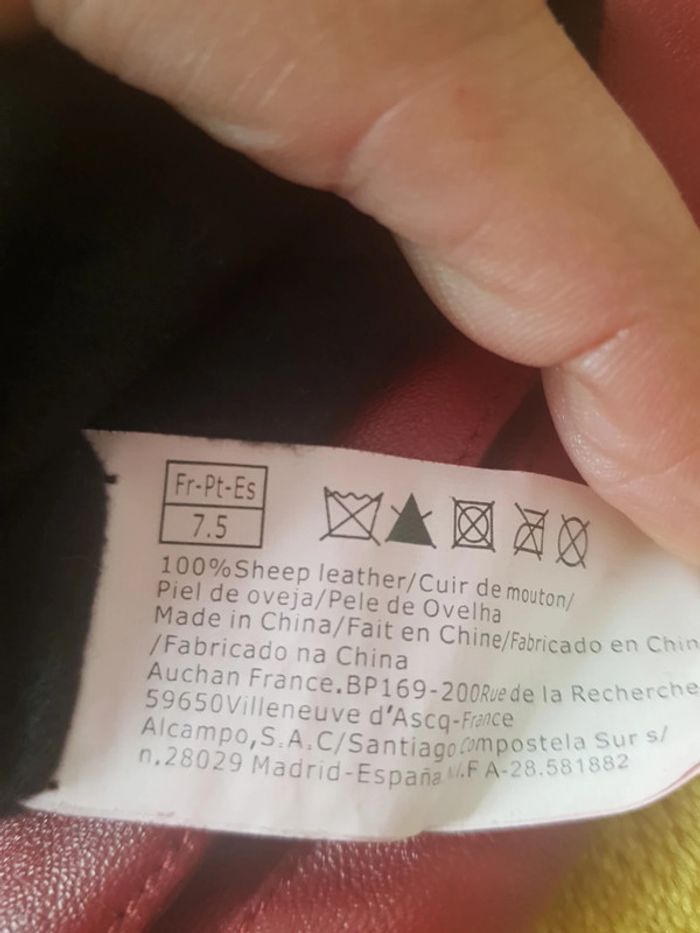 Fr-Pt-Es
7.5
100%Sheep leather/Cuir de mouton/
Piel de oveja/Pele de Ovelha
Made in China/Fait en Chine/Fabricado en Chin
/Fabricado na China
Auchan France.BP169-200Rue de la Recherche
59650Villeneuve d'Ascq-France
Alcampo,S.A.C/Santiago Compostela Sur s/
n.28029 Madrid-España .F A-28.581882